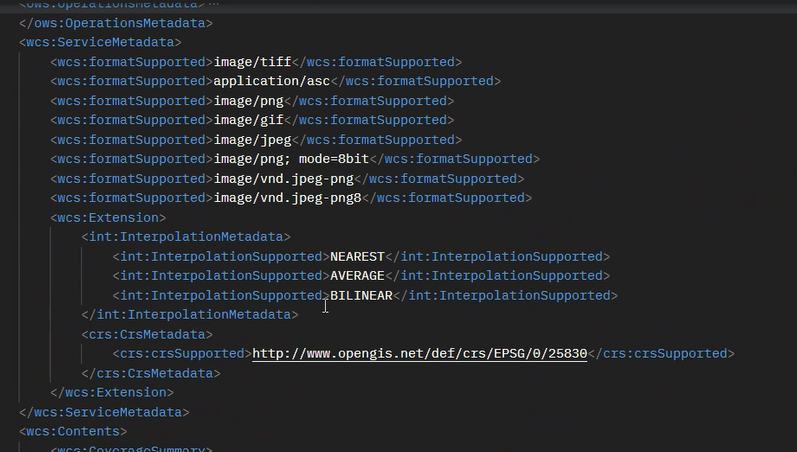 <ows:OperationsMetadata> ...
</ows:OperationsMetadata>
<wcs:ServiceMetadata>
<wcs:formatSupported>image/tiff</wcs:formatSupported>
<wcs:formatSupported>application/asc</wcs:formatSupported>
<wcs:formatSupported>image/png</wcs:formatSupported>
<wcs:formatSupported>image/gif</wcs:formatSupported>
<wcs:formatSupported>image/jpeg</wcs:formatSupported>
<wcs:formatSupported>image/png; mode=8bit</wcs:formatSupported>
<wcs:formatSupported>image/vnd.jpeg-png</wcs:formatSupported>
<wcs:formatSupported>image/vnd.jpeg-png8</wcs:formatSupported>
<wcs:Extension>
<int:InterpolationMetadata>
<int:InterpolationSupported>NEAREST</int:InterpolationSupported>
<int:InterpolationSupported>AVERAGE</int:InterpolationSupported>
<int:InterpolationSupported>BILINEAR</int:InterpolationSupported>
</int:InterpolationMetadata>
<crs:CrsMetadata>
<crs:crsSupported>http://www.opengis.net/def/crs/EPSG/0/25830</crs:crsSupported>
</crs:CrsMetadata>
</wcs:Extension>
</wcs:ServiceMetadata>
<wcs:Contents>
<wcs:CoverageSummary>